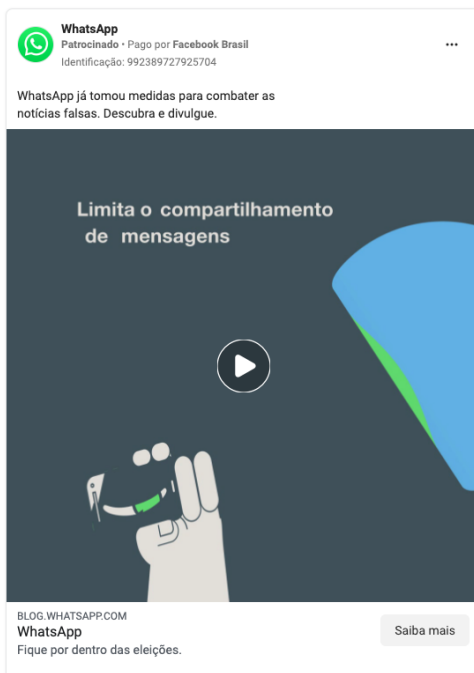 WhatsApp
Patrocinado • Pago por Facebook Brasil
Identificação: 992389727925704
WhatsApp já tomou medidas para combater as
notícias falsas. Descubra e divulgue.
Limita o compartilhamento
de mensagens
BLOG.WHATSAPP.COM
WhatsApp
Fique por dentro das eleições.
Saiba mais